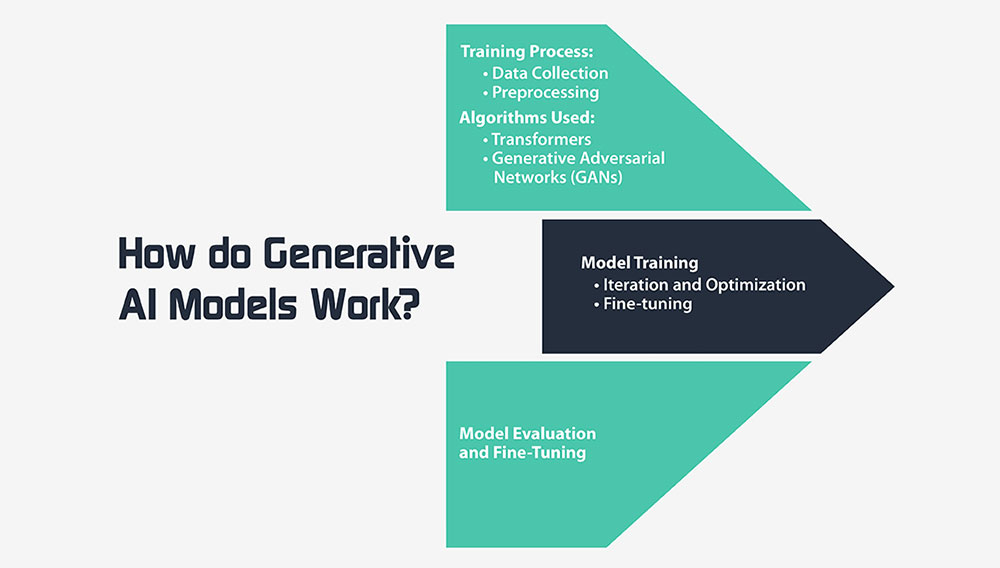 How do Generative
AI Models Work?
Training Process:
• Data Collection
• Preprocessing
Algorithms Used:
• Transformers
• Generative Adversarial
Networks (GANs)
Model Training
• Iteration and Optimization
• Fine-tuning
Model Evaluation
and Fine-Tuning